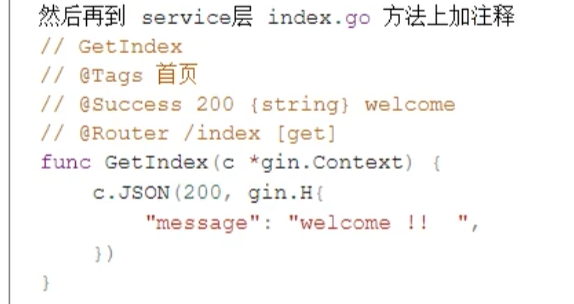 然后再到 service层 index.go 方法上加注释
// GetIndex
// @Tags 首页
// @Success 200 {string} welcome
// @Router /index [get]
func GetIndex(c *gin.Context) {
    c.JSON(200, gin.H{
        "message": "welcome !!  ",
    })
}